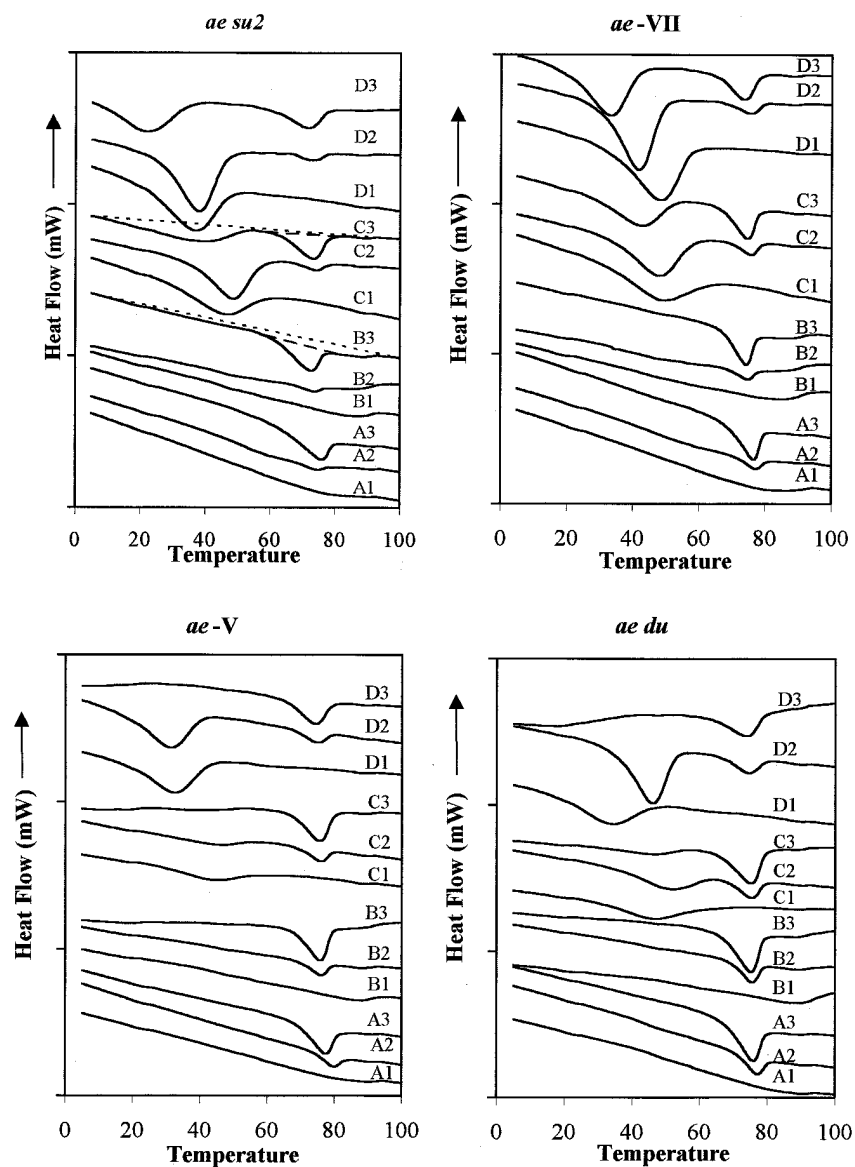 ae su2
D3
D2
D1
C3
C2
C1
B3
B2
B1
A3
A2
A1
Heat Flow (mW)
0 20 40 60 80 100
Temperature
ae-VII
D3
D2
D1
C3
C2
C1
B3
B2
B1
A3
A2
A1
Heat Flow (mW)
0 20 40 60 80 100
Temperature
ae-V
D3
D2
D1
C3
C2
C1
B3
B2
B1
A3
A2
A1
Heat Flow (mW)
0 20 40 60 80 100
Temperature
ae du
D3
D2
D1
C3
C2
C1
B3
B2
B1
A3
A2
A1
Heat Flow (mW)
0 20 40 60 80 100
Temperature